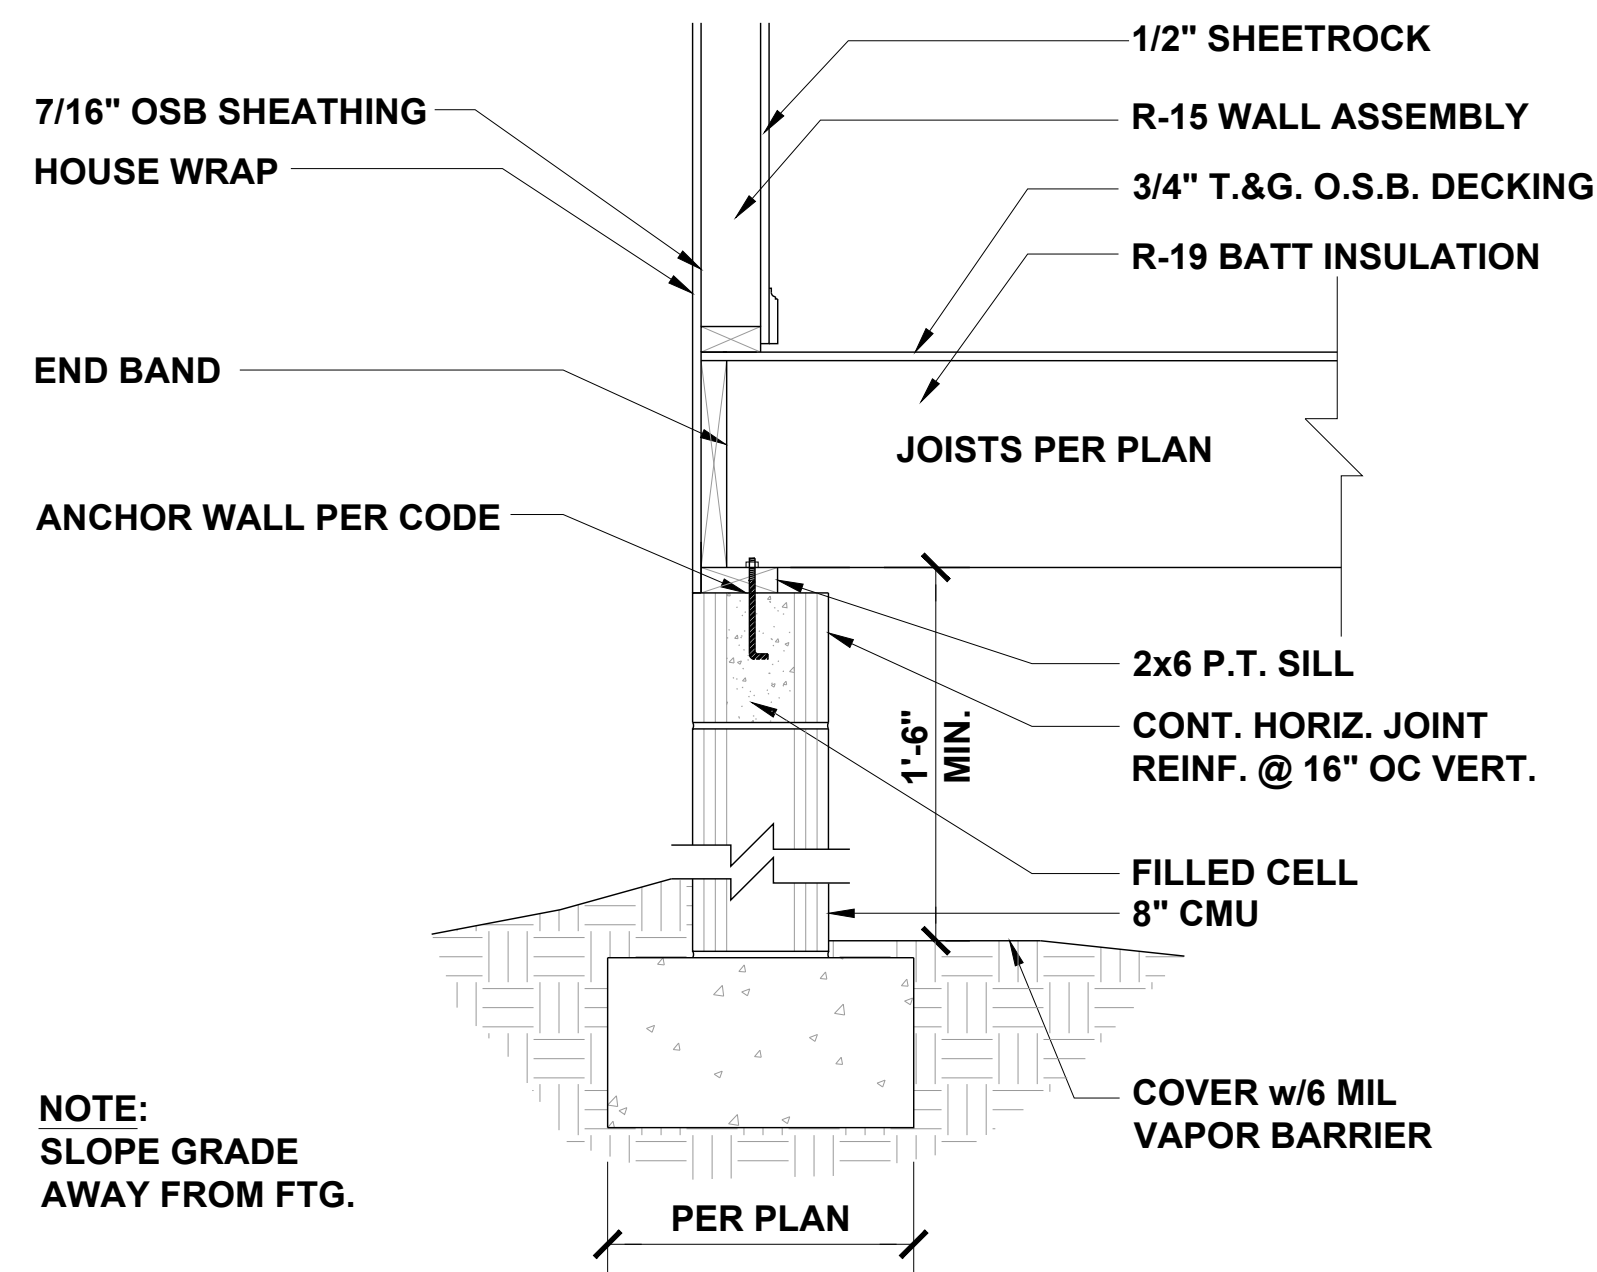 1/2" SHEETROCK
7/16" OSB SHEATHING
R-15 WALL ASSEMBLY
HOUSE WRAP
3/4" T.&G. O.S.B. DECKING
R-19 BATT INSULATION
END BAND
JOISTS PER PLAN
ANCHOR WALL PER CODE
2x6 P.T. SILL
1'-6"
MIN.
CONT. HORIZ. JOINT
REINF. @ 16" OC VERT.
FILLED CELL
8" CMU
COVER w/6 MIL
VAPOR BARRIER
NOTE:
SLOPE GRADE
AWAY FROM FTG.
PER PLAN